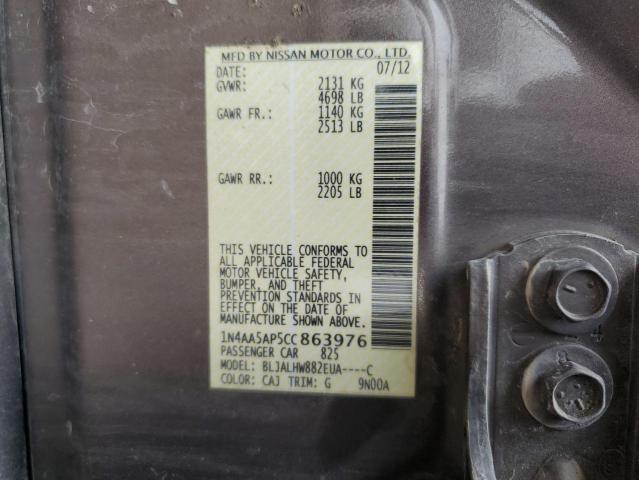 MFD BY NISSAN MOTOR CO., LTD.
DATE: 07/12
GVWR: 2131 KG
4698 LB
GAWR FR.: 1140 KG
2513 LB
GAWR RR.: 1000 KG
2205 LB
THIS VEHICLE CONFORMS TO
ALL APPLICABLE FEDERAL
MOTOR VEHICLE SAFETY,
BUMPER, AND THEFT
PREVENTION STANDARDS IN
EFFECT ON THE DATE OF
MANUFACTURE SHOWN ABOVE.
1N4AA5AP5CC863976
PASSENGER CAR 825
MODEL: BLJALHW882EUA----C
COLOR: CAJ TRIM: G 9N00A
4